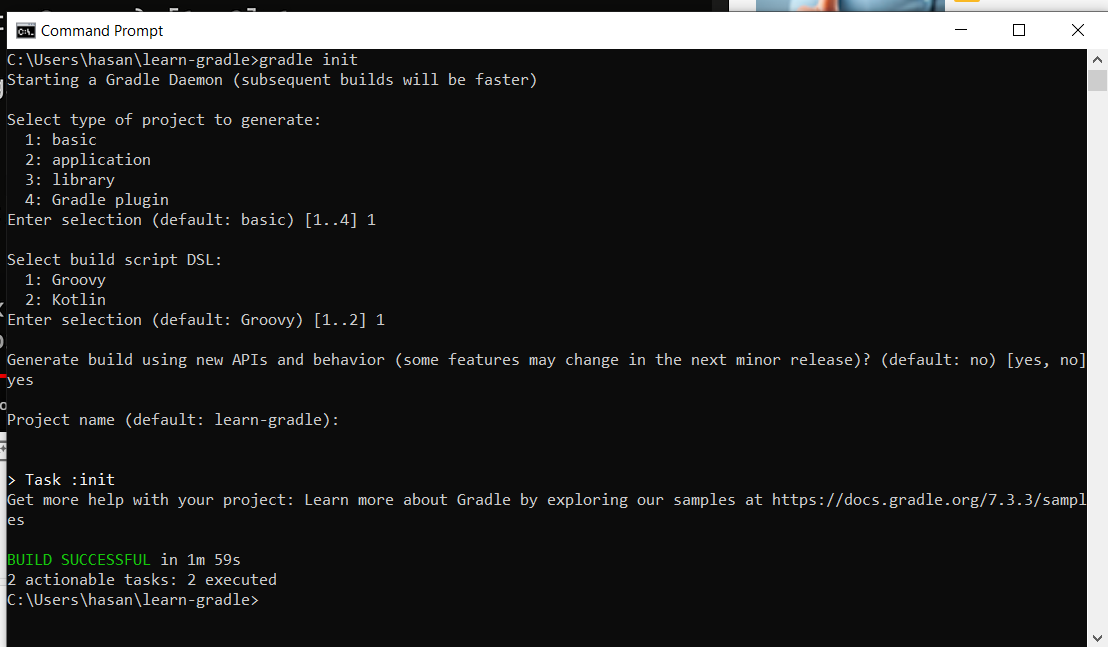 Command Prompt
C:\Users\hasan\learn-gradle>gradle init
Starting a Gradle Daemon (subsequent builds will be faster)
Select type of project to generate:
1: basic
2: application
3: library
4: Gradle plugin
Enter selection (default: basic) [1..4] 1
Select build script DSL:
1: Groovy
2: Kotlin
Enter selection (default: Groovy) [1..2] 1
Generate build using new APIs and behavior (some features may change in the next minor release)? (default: no) [yes, no]
yes
Project name (default: learn-gradle):
> Task :init
Get more help with your project: Learn more about Gradle by exploring our samples at https://docs.gradle.org/7.3.3/sampl
es
BUILD SUCCESSFUL in 1m 59s
2 actionable tasks: 2 executed
C:\Users\hasan\learn-gradle>